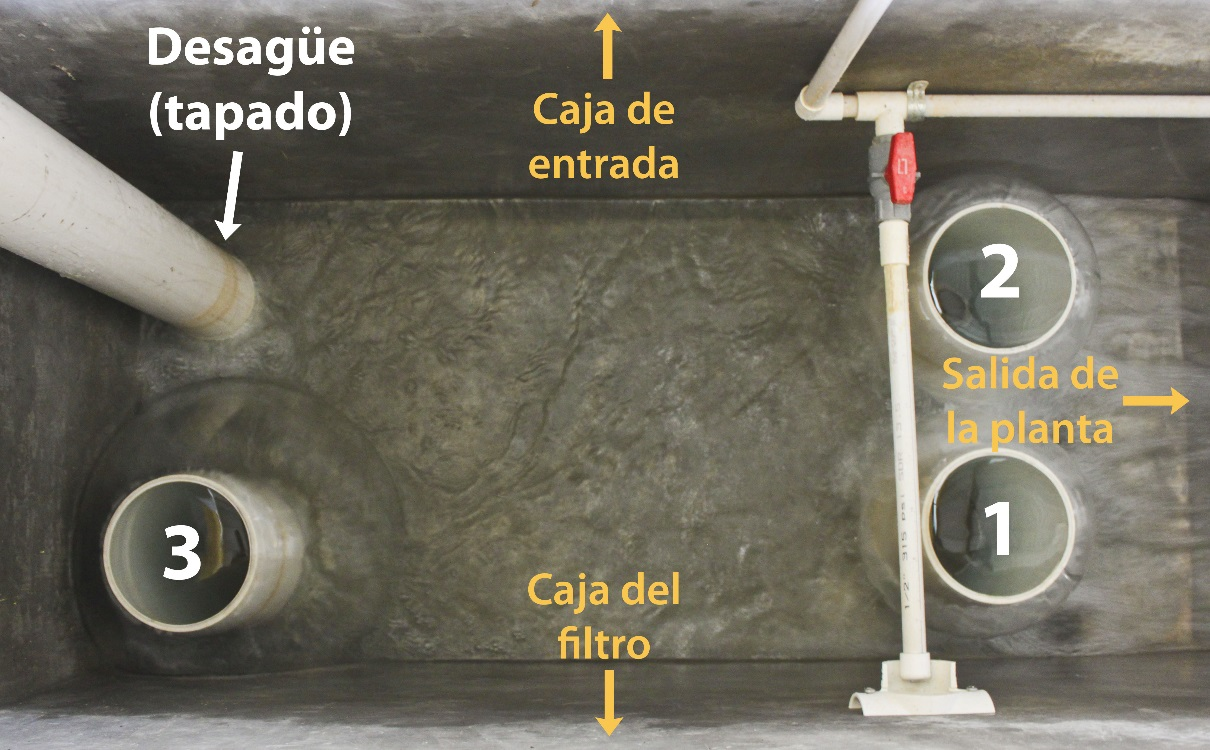 Desagüe
(tapado)
Caja de
entrada
2
Salida de
la planta
1
3
Caja del
filtro